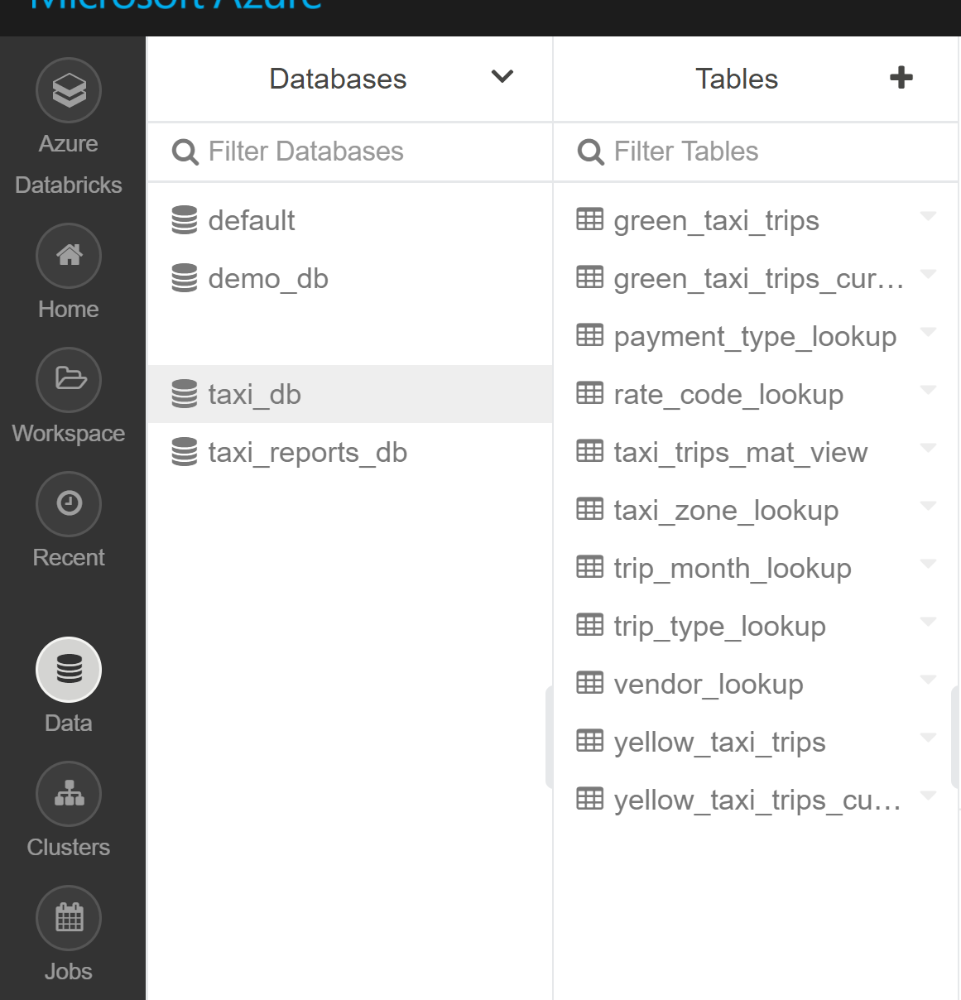 Microsoft Azure
Azure
Databricks
Home
Workspace
Recent
Data
Clusters
Jobs
Databases
Filter Databases
default
demo_db
taxi_db
taxi_reports_db
Tables
Filter Tables
green_taxi_trips
green_taxi_trips_cur...
payment_type_lookup
rate_code_lookup
taxi_trips_mat_view
taxi_zone_lookup
trip_month_lookup
trip_type_lookup
vendor_lookup
yellow_taxi_trips
yellow_taxi_trips_cu...